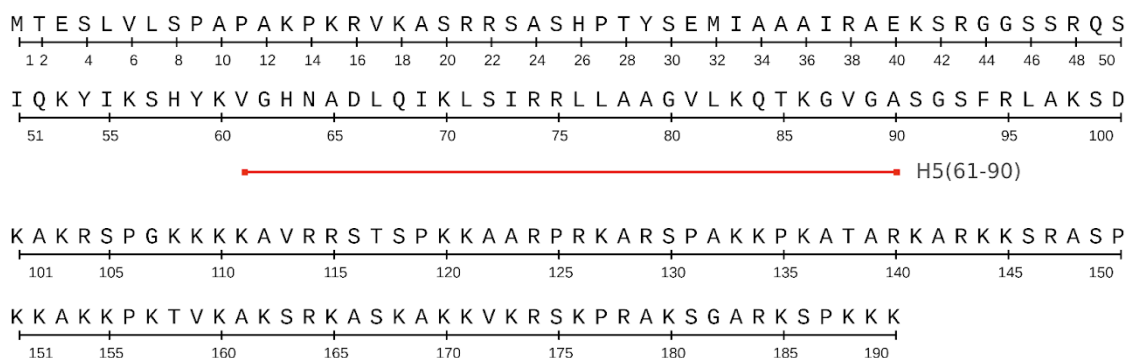 M T E S L V L S P A P A K P K R V K A S R R S A S H P T Y S E M I A A A I R A E K S R G G S S R Q S
1 2 4 6 8 10 12 14 16 18 20 22 24 26 28 30 32 34 36 38 40 42 44 46 48 50
I Q K Y I K S H Y K V G H N A D L Q I K L S I R R L L A A G V L K Q T K G V G A S G S F R L A K S D
51 55 60 65 70 75 80 85 90 95 100
H5(61-90)
K A K R S P G K K K K A V R R S T S P K K A A R P R K A R S P A K K P K A T A R K A R K K S R A S P
101 105 110 115 120 125 130 135 140 145 150
K K A K K P K T V K A K S R K A S K A K K V K R S K P R A K S G A R K S P K K K
151 155 160 165 170 175 180 185 190